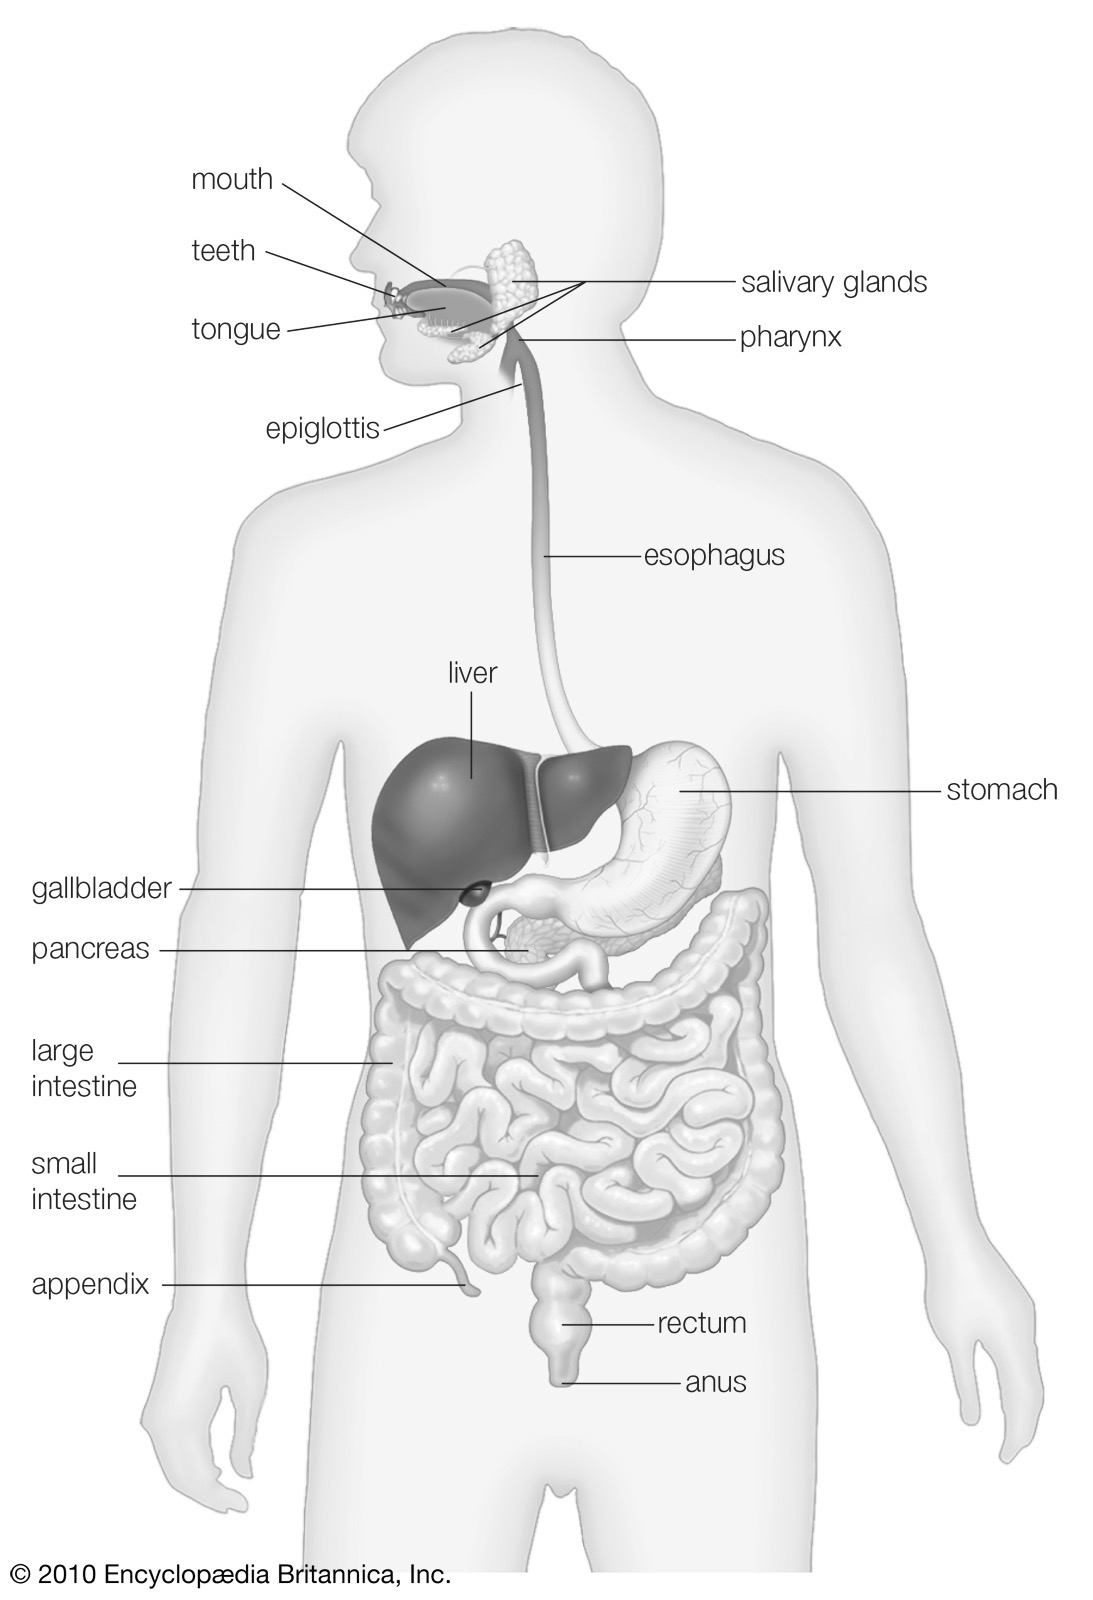 mouth
teeth
tongue
salivary glands
pharynx
epiglottis
esophagus
liver
stomach
gallbladder
pancreas
large
intestine
small
intestine
appendix
rectum
anus
© 2010 Encyclopædia Britannica, Inc.